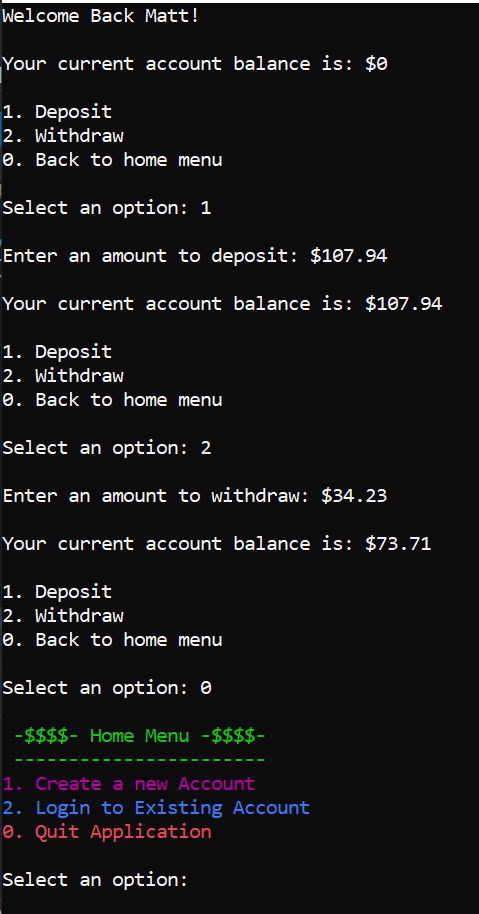 Welcome Back Matt!
Your current account balance is: $0
1. Deposit
2. Withdraw
0. Back to home menu
Select an option: 1
Enter an amount to deposit: $107.94
Your current account balance is: $107.94
1. Deposit
2. Withdraw
0. Back to home menu
Select an option: 2
Enter an amount to withdraw: $34.23
Your current account balance is: $73.71
1. Deposit
2. Withdraw
0. Back to home menu
Select an option: 0
-$$$$- Home Menu -$$$$-
-----------------------
1. Create a new Account
2. Login to Existing Account
0. Quit Application
Select an option: